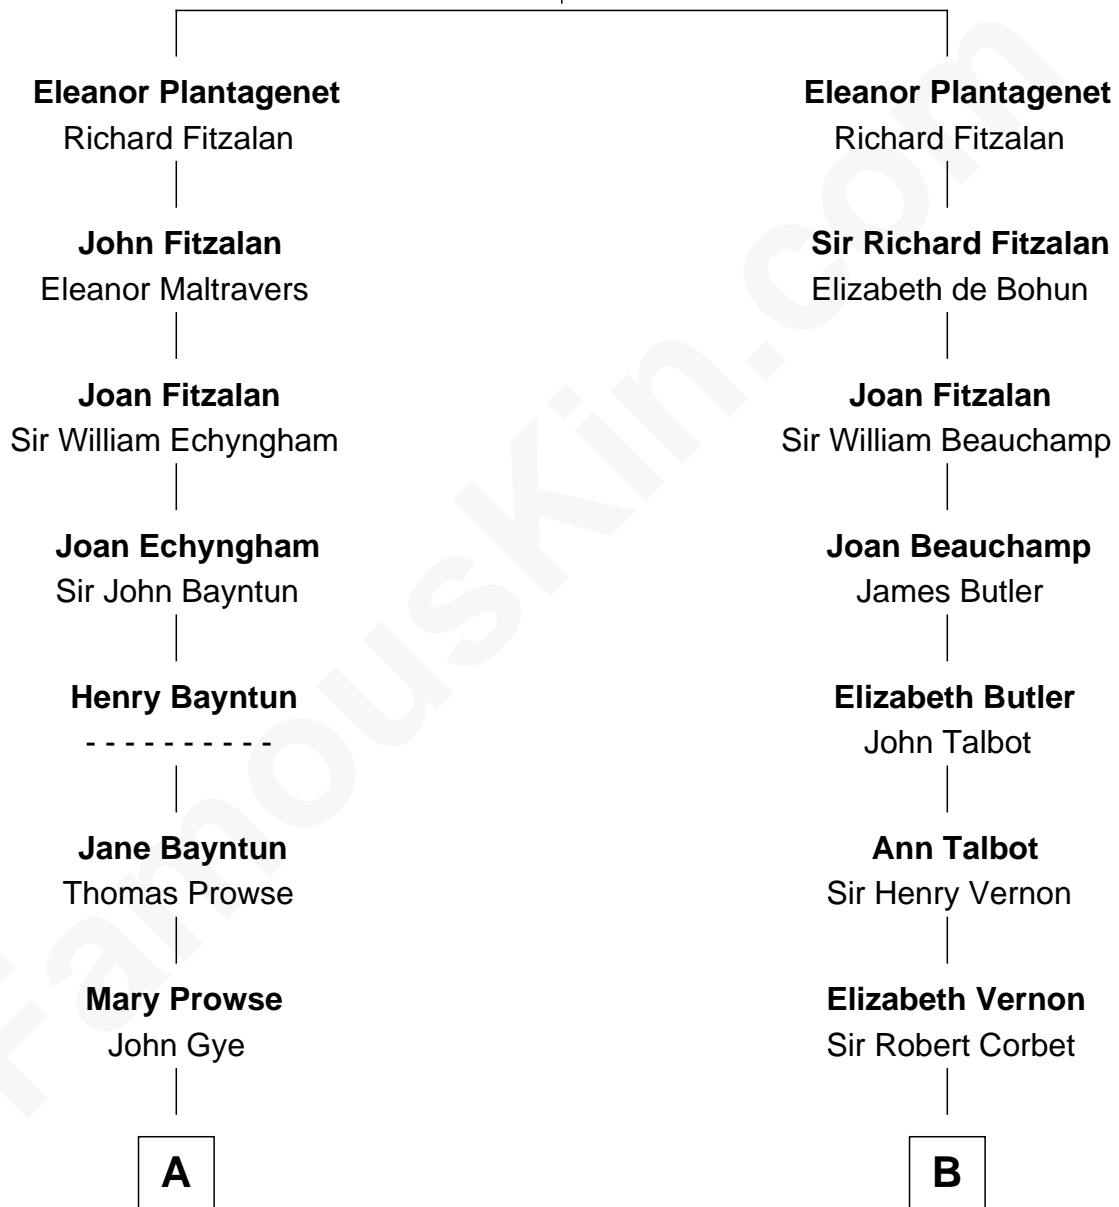 Eleanor Plantagenet
Richard Fitzalan
John Fitzalan
Eleanor Maltravers
Joan Fitzalan
Sir William Echyngham
Joan Echyngham
Sir John Bayntun
Henry Bayntun
- - - - - - - - - -
Jane Bayntun
Thomas Prowse
Mary Prowse
John Gye
A
Eleanor Plantagenet
Richard Fitzalan
Sir Richard Fitzalan
Elizabeth de Bohun
Joan Fitzalan
Sir William Beauchamp
Joan Beauchamp
James Butler
Elizabeth Butler
John Talbot
Ann Talbot
Sir Henry Vernon
Elizabeth Vernon
Sir Robert Corbet
B
FamousKin.com